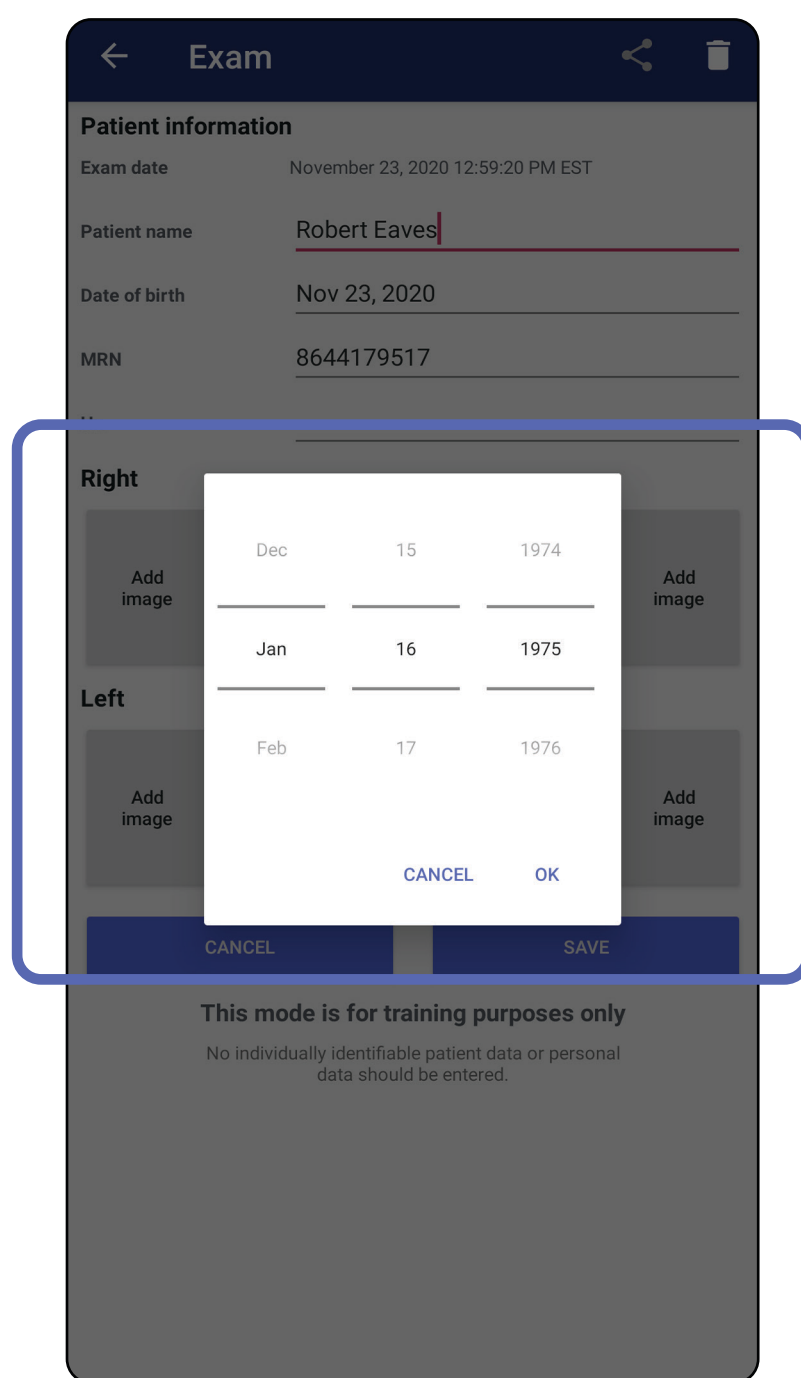 Exam
Patient information
Exam date November 23, 2020 12:59:20 PM EST
Patient name Robert Eaves
Date of birth Nov 23, 2020
MRN 8644179517
Right
Add
image
Add
image
Dec 15 1974
Jan 16 1975
Feb 17 1976
CANCEL OK
Left
Add
image
Add
image
CANCEL SAVE
This mode is for training purposes only
No individually identifiable patient data or personal
data should be entered.